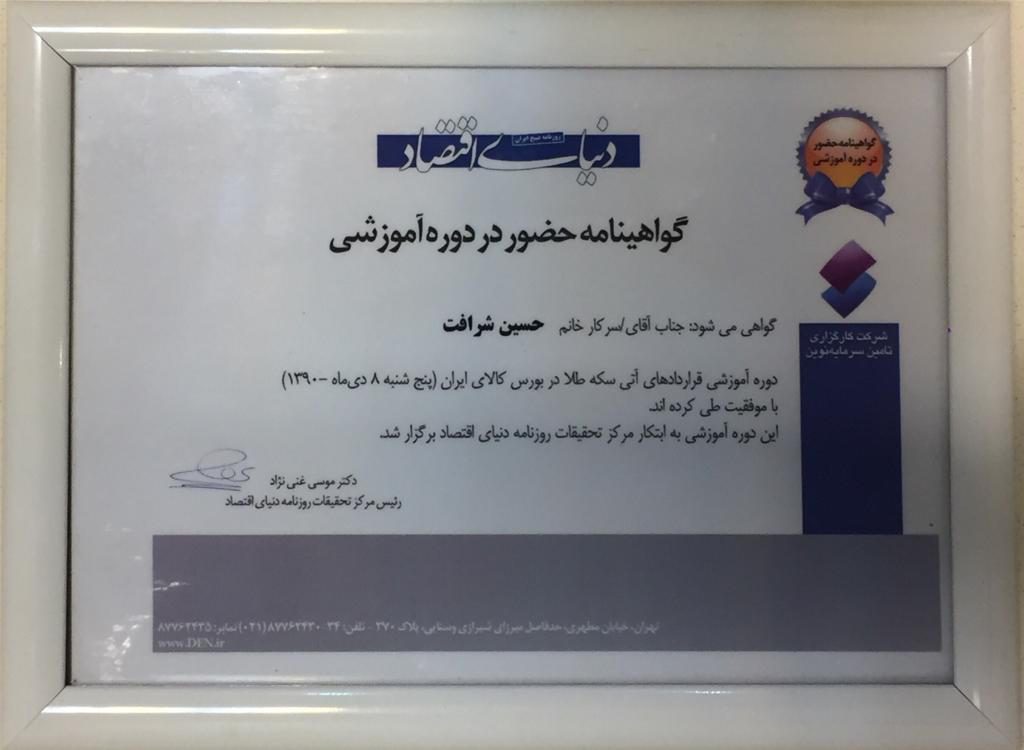 روزنامه صبح ایران
دنیای اقتصاد
گواهینامه حضور
در دوره آموزشی
گواهینامه حضور در دوره آموزشی
شرکت کارگزاری
تامین سرمایه نوین
گواهی می شود: جناب آقای/سرکار خانم حسین شرافت
دوره آموزشی قراردادهای آتی سکه طلا در بورس کالای ایران (پنج شنبه ۸ دی‌ماه -۱۳۹۰)
با موفقیت طی کرده اند.
این دوره آموزشی به ابتکار مرکز تحقیقات روزنامه دنیای اقتصاد برگزار شد.
دکتر موسی غنی نژاد
رئیس مرکز تحقیقات روزنامه دنیای اقتصاد
تهران، خیابان مطهری، حدفاصل میرزای شیرازی وسنایی، پلاک ۳۷۰ - تلفن: ۳۴-۸۷۷۶۲۴۳۰(۰۲۱) نمابر: ۸۷۷۶۲۴۳۵
www.DEN.ir